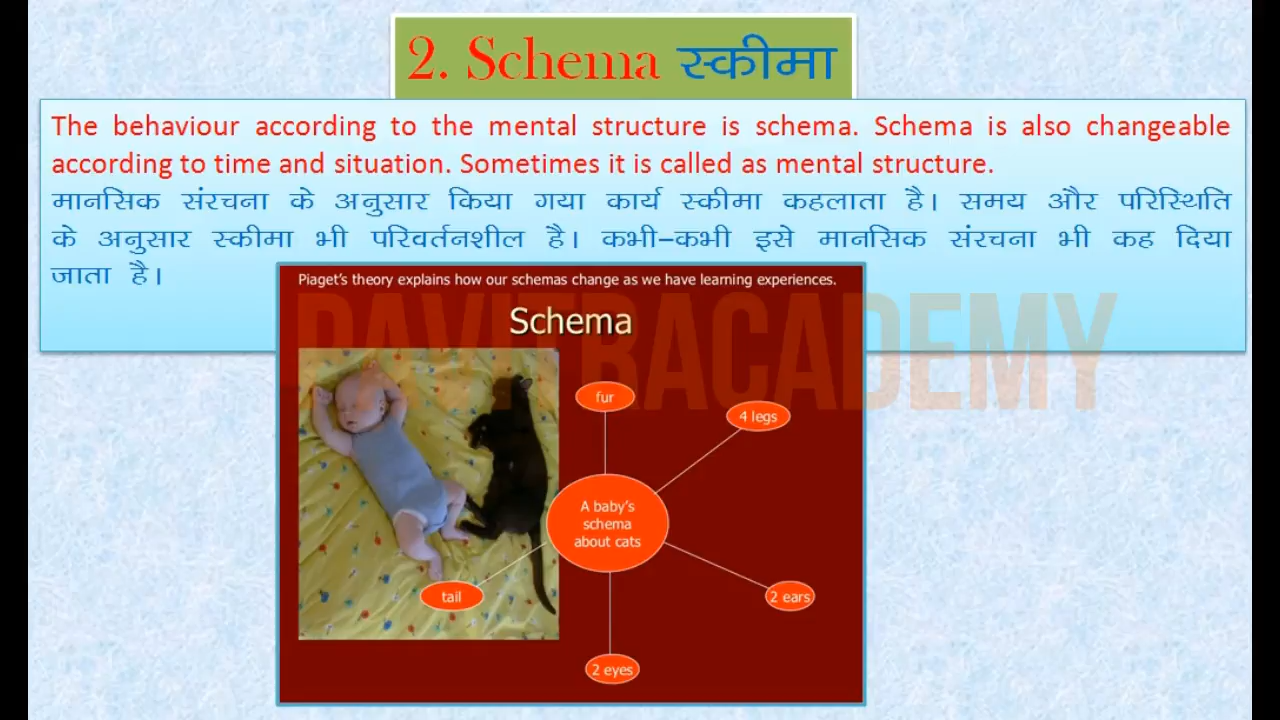 2. Schema स्कीमा
The behaviour according to the mental structure is schema. Schema is also changeable
according to time and situation. Sometimes it is called as mental structure.
मानसिक संरचना के अनुसार किया गया कार्य स्कीमा कहलाता है। समय और परिस्थिति
के अनुसार स्कीमा भी परिवर्तनशील है। कभी–कभी इसे मानसिक संरचना भी कह दिया
जाता है।
Piaget's theory explains how our schemas change as we have learning experiences.
PAVITRACADEMY
Schema
fur
4 legs
A baby's
schema
about cats
tail
2 ears
2 eyes